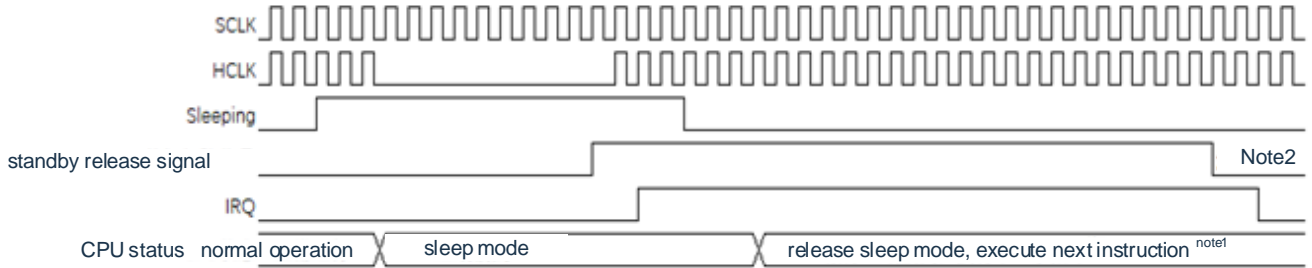 SCLK
HCLK
Sleeping
standby release signal Note2
IRQ
CPU status normal operation sleep mode release sleep mode, execute next instruction note1